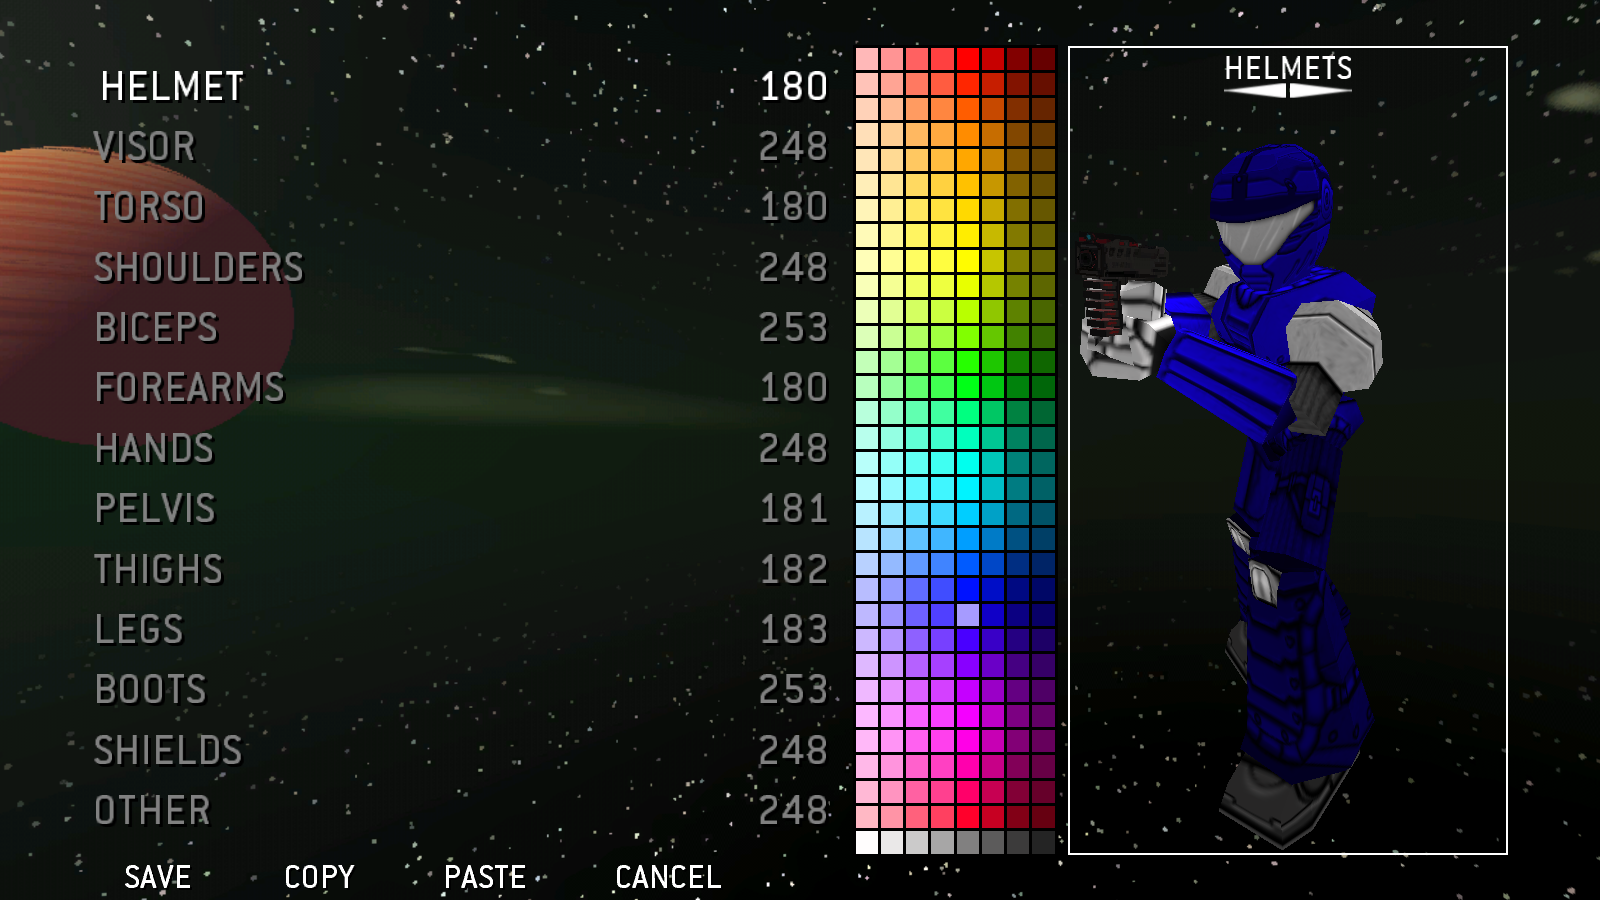 HELMET 180
VISOR 248
TORSO 180
SHOULDERS 248
BICEPS 253
FOREARMS 180
HANDS 248
PELVIS 181
THIGHS 182
LEGS 183
BOOTS 253
SHIELDS 248
OTHER 248
SAVE COPY PASTE CANCEL
HELMETS